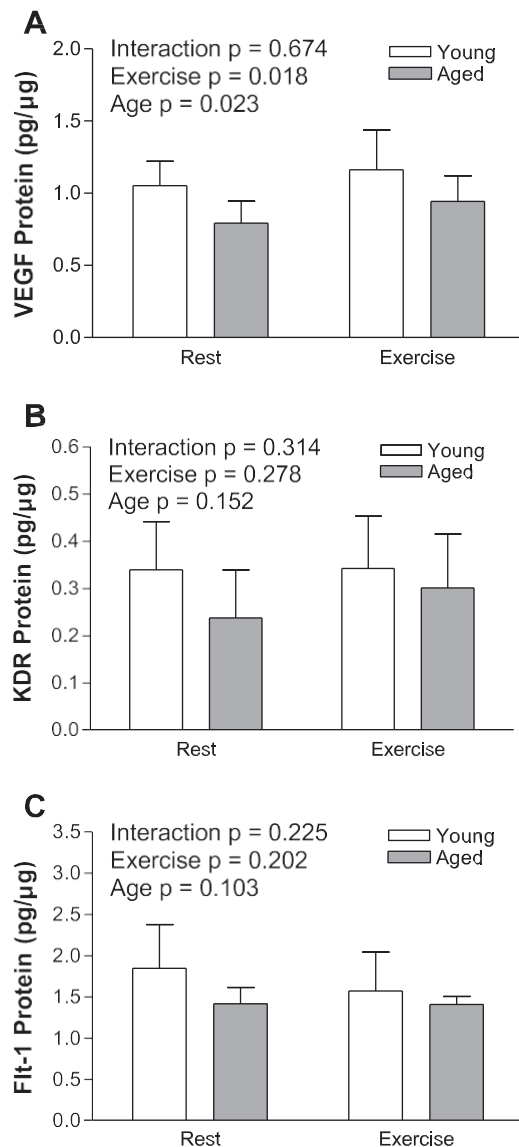 A
Interaction p = 0.674
Exercise p = 0.018
Age p = 0.023
Young
Aged
VEGF Protein (pg/µg)
2.0
1.5
1.0
0.5
0.0
Rest
Exercise
B
Interaction p = 0.314
Exercise p = 0.278
Age p = 0.152
Young
Aged
KDR Protein (pg/µg)
0.6
0.5
0.4
0.3
0.2
0.1
0.0
Rest
Exercise
C
Interaction p = 0.225
Exercise p = 0.202
Age p = 0.103
Young
Aged
Flt-1 Protein (pg/µg)
3.5
3.0
2.5
2.0
1.5
1.0
0.5
0.0
Rest
Exercise